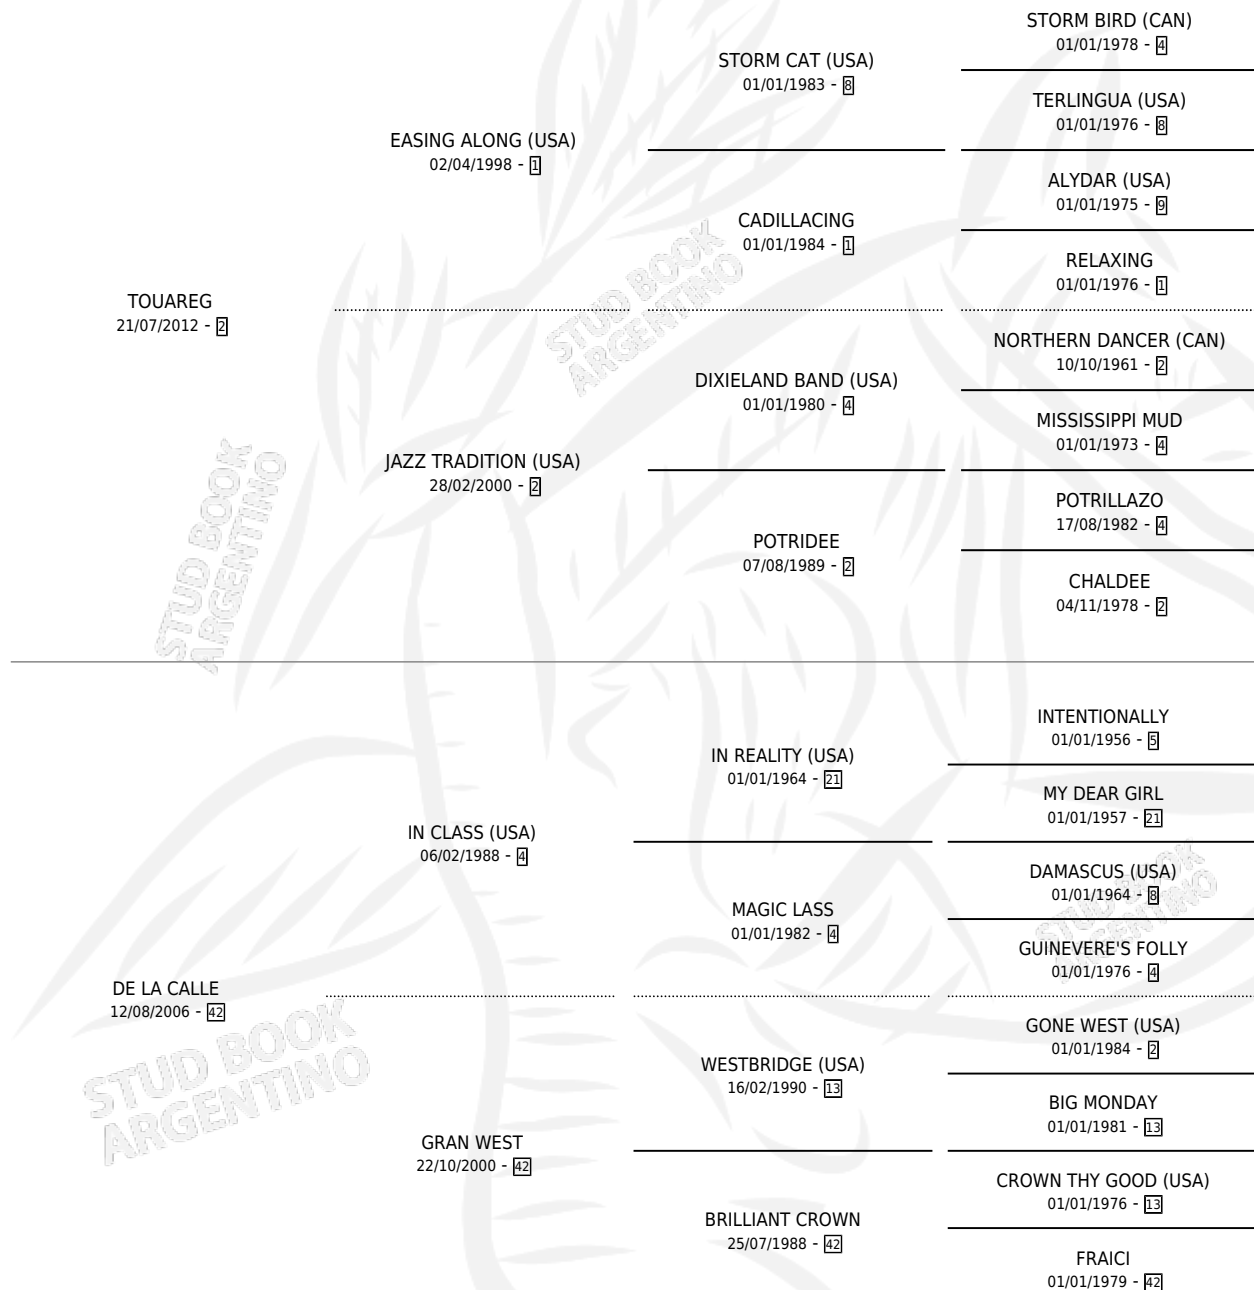 STORM BIRD (CAN)
01/01/1978 - 4
STORM CAT (USA)
01/01/1983 - 8
TERLINGUA (USA)
01/01/1976 - 8
EASING ALONG (USA)
02/04/1998 - 1
ALYDAR (USA)
01/01/1975 - 9
CADILLACING
01/01/1984 - 1
RELAXING
01/01/1976 - 1
TOUAREG
21/07/2012 - 2
NORTHERN DANCER (CAN)
10/10/1961 - 2
DIXIELAND BAND (USA)
01/01/1980 - 4
MISSISSIPPI MUD
01/01/1973 - 4
JAZZ TRADITION (USA)
28/02/2000 - 2
POTRILLAZO
17/08/1982 - 4
POTRIDEE
07/08/1989 - 2
CHALDEE
04/11/1978 - 2
INTENTIONALLY
01/01/1956 - 5
IN REALITY (USA)
01/01/1964 - 21
MY DEAR GIRL
01/01/1957 - 21
IN CLASS (USA)
06/02/1988 - 4
DAMASCUS (USA)
01/01/1964 - 8
MAGIC LASS
01/01/1982 - 4
GUINEVERE'S FOLLY
01/01/1976 - 4
DE LA CALLE
12/08/2006 - 42
GONE WEST (USA)
01/01/1984 - 2
WESTBRIDGE (USA)
16/02/1990 - 13
BIG MONDAY
01/01/1981 - 13
GRAN WEST
22/10/2000 - 42
CROWN THY GOOD (USA)
01/01/1976 - 13
BRILLIANT CROWN
25/07/1988 - 42
FRAICI
01/01/1979 - 42
STUD BOOK
ARGENTINO
STUD BOOK
ARGENTINO
STUD BOOK
ARGENTINO
STUD BOOK
ARGENTINO